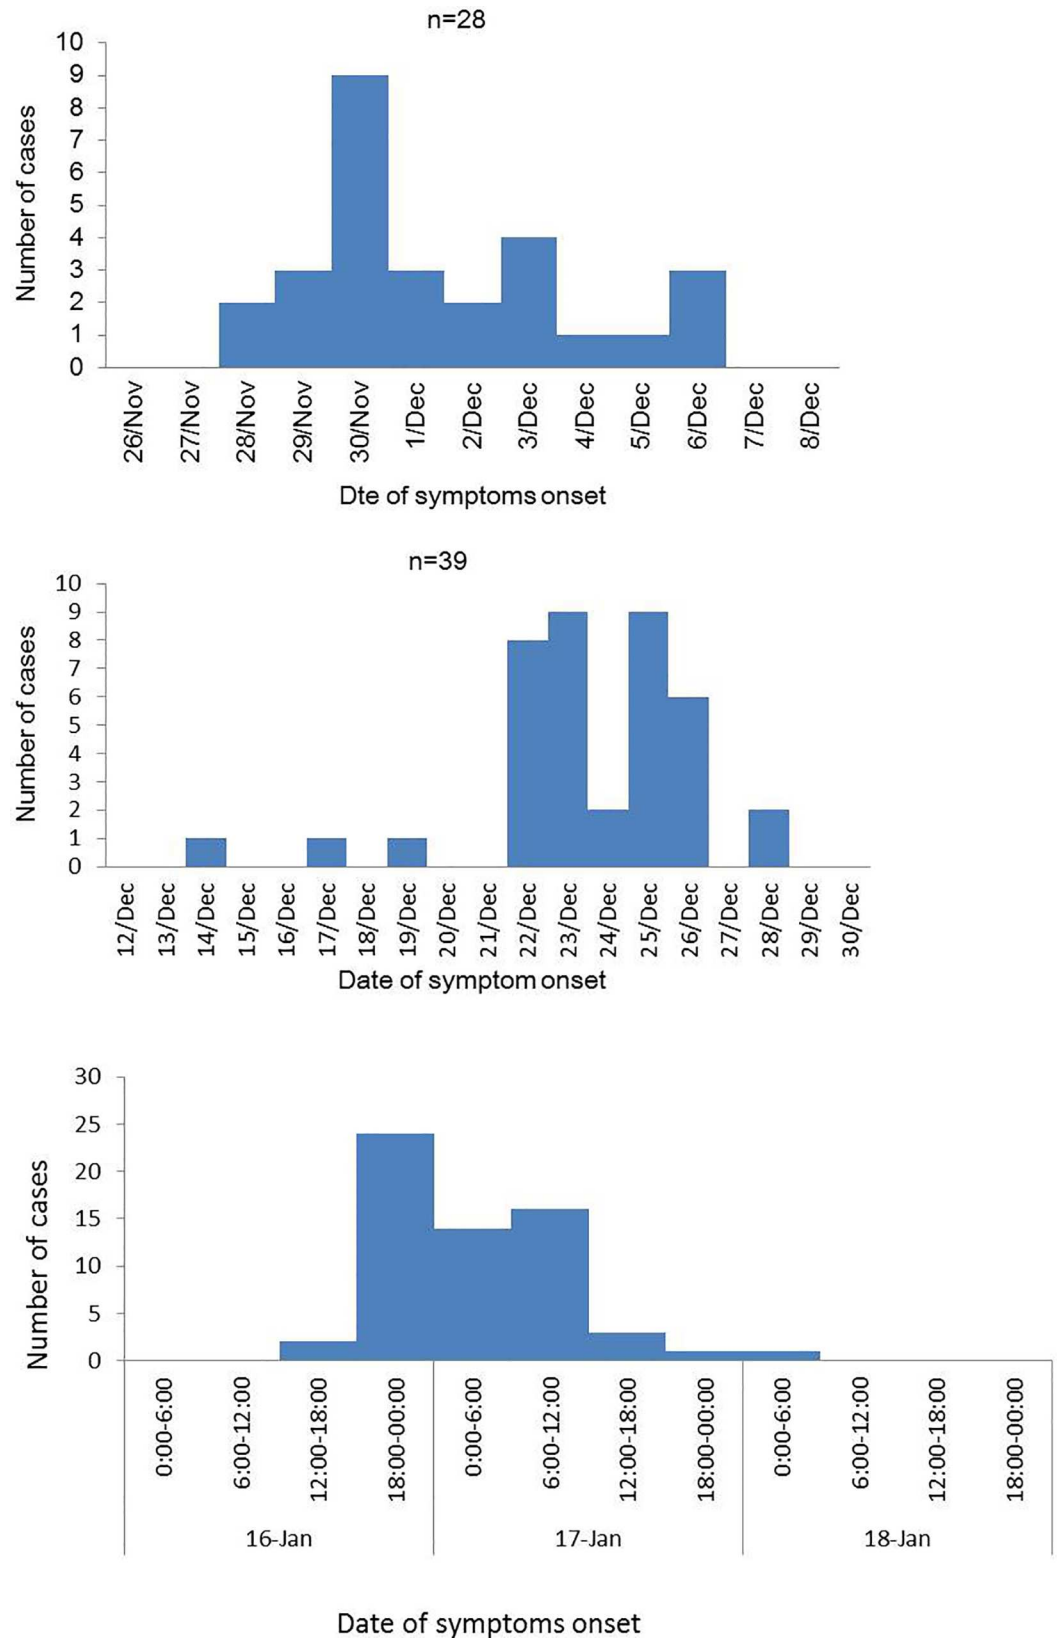 n=28
10
9
8
7
6
5
4
3
2
1
0
Number of cases
26/Nov
27/Nov
28/Nov
29/Nov
30/Nov
1/Dec
2/Dec
3/Dec
4/Dec
5/Dec
6/Dec
7/Dec
8/Dec
Dte of symptoms onset
n=39
10
9
8
7
6
5
4
3
2
1
0
Number of cases
12/Dec
13/Dec
14/Dec
15/Dec
16/Dec
17/Dec
18/Dec
19/Dec
20/Dec
21/Dec
22/Dec
23/Dec
24/Dec
25/Dec
26/Dec
27/Dec
28/Dec
29/Dec
30/Dec
Date of symptom onset
30
25
20
15
10
5
0
Number of cases
0:00-6:00
6:00-12:00
12:00-18:00
18:00-00:00
0:00-6:00
6:00-12:00
12:00-18:00
18:00-00:00
0:00-6:00
6:00-12:00
12:00-18:00
18:00-00:00
16-Jan
17-Jan
18-Jan
Date of symptoms onset